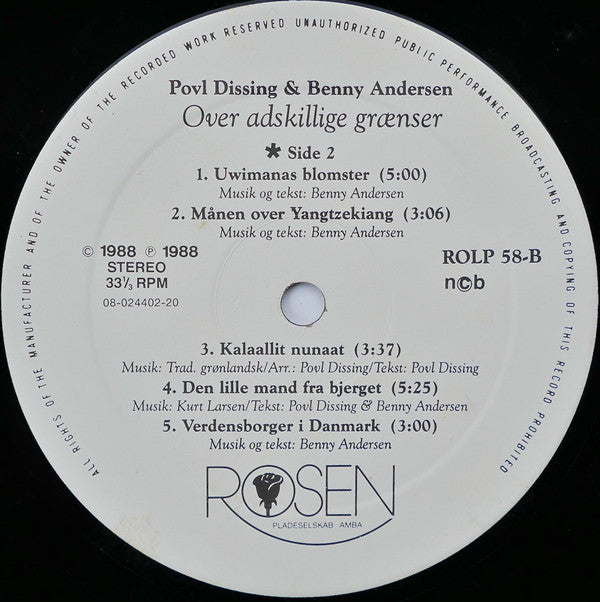 ALL RIGHTS OF THE MANUFACTURER AND OF THE OWNER OF THE RECORDED WORK RESERVED UNAUTHORIZED PUBLIC PERFORMANCE BROADCASTING AND COPYING OF THIS RECORD PROHIBITED
Povl Dissing & Benny Andersen
Over adskillige grænser
* Side 2
1. Uwimanas blomster (5:00)
Musik og tekst: Benny Andersen
2. Månen over Yangtzekiang (3:06)
Musik og tekst: Benny Andersen
© 1988 ℗ 1988
STEREO
33⅓ RPM
08-024402-20
ROLP 58-B
n©b
3. Kalaallit nunaat (3:37)
Musik: Trad. grønlandsk/Arr.: Povl Dissing/Tekst: Povl Dissing
4. Den lille mand fra bjerget (5:25)
Musik: Kurt Larsen/Tekst: Povl Dissing & Benny Andersen
5. Verdensborger i Danmark (3:00)
Musik og tekst: Benny Andersen
ROSEN
PLADESELSKAB AMBA